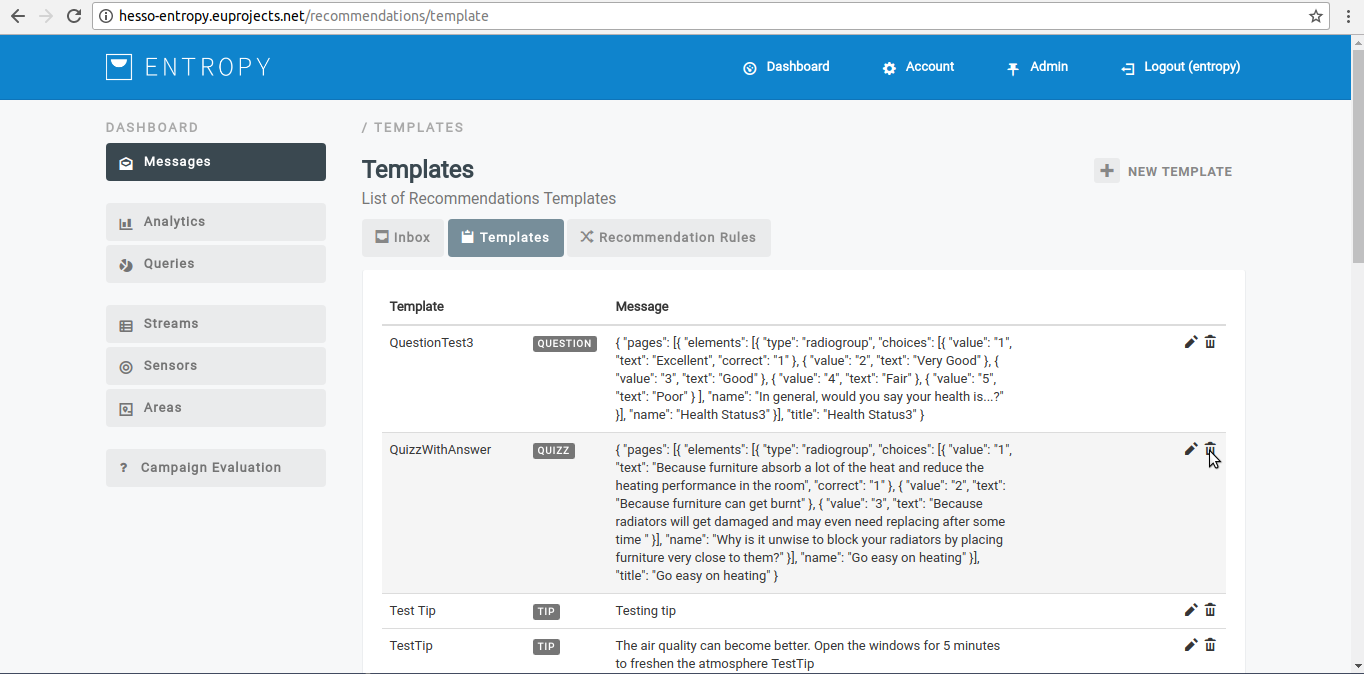 hesso-entropy.euprojects.net/recommendations/template
ENTROPY
Dashboard
Account
Admin
Logout (entropy)
DASHBOARD
Messages
Analytics
Queries
Streams
Sensors
Areas
? Campaign Evaluation
/ TEMPLATES
Templates
List of Recommendations Templates
+ NEW TEMPLATE
Inbox
Templates
Recommendation Rules
Template Message
QuestionTest3 QUESTION { "pages": [{ "elements": [{ "type": "radiogroup", "choices": [{ "value": "1",
"text": "Excellent", "correct": "1" }, { "value": "2", "text": "Very Good" }, {
"value": "3", "text": "Good" }, { "value": "4", "text": "Fair" }, { "value": "5",
"text": "Poor" } ], "name": "In general, would you say your health is...?"
}], "name": "Health Status3" }], "title": "Health Status3" }
QuizzWithAnswer QUIZZ { "pages": [{ "elements": [{ "type": "radiogroup", "choices": [{ "value": "1",
"text": "Because furniture absorb a lot of the heat and reduce the
heating performance in the room", "correct": "1" }, { "value": "2", "text":
"Because furniture can get burnt" }, { "value": "3", "text": "Because
radiators will get damaged and may even need replacing after some
time " }], "name": "Why is it unwise to block your radiators by placing
furniture very close to them?" }], "name": "Go easy on heating" }],
"title": "Go easy on heating" }
Test Tip TIP Testing tip
TestTip TIP The air quality can become better. Open the windows for 5 minutes
to freshen the atmosphere TestTip